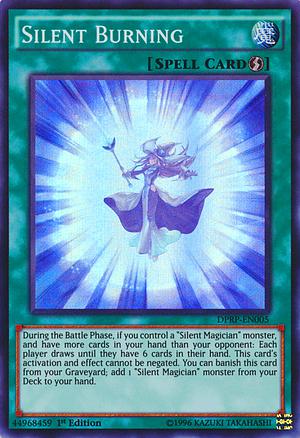 SILENT BURNING
[SPELL CARD]
DPRP-EN005
During the Battle Phase, if you control a "Silent Magician" monster,
and have more cards in your hand than your opponent: Each
player draws until they have 6 cards in their hand. This card's
activation and effect cannot be negated. You can banish this card
from your Graveyard; add 1 "Silent Magician" monster from your
Deck to your hand.
44968459 1st Edition ©1996 KAZUKI TAKAHASHI